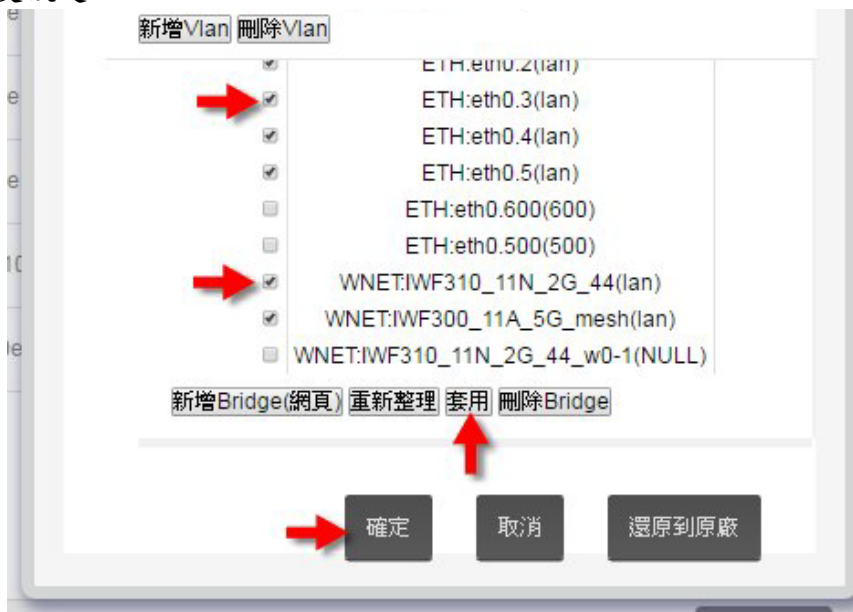 新增Vlan 刪除Vlan
ETH:eth0.2(lan)
ETH:eth0.3(lan)
ETH:eth0.4(lan)
ETH:eth0.5(lan)
ETH:eth0.600(600)
ETH:eth0.500(500)
WNET:IWF310_11N_2G_44(lan)
WNET:IWF300_11A_5G_mesh(lan)
WNET:IWF310_11N_2G_44_w0-1(NULL)
新增Bridge(網頁) 重新整理 套用 刪除Bridge
確定 取消 還原到原廠